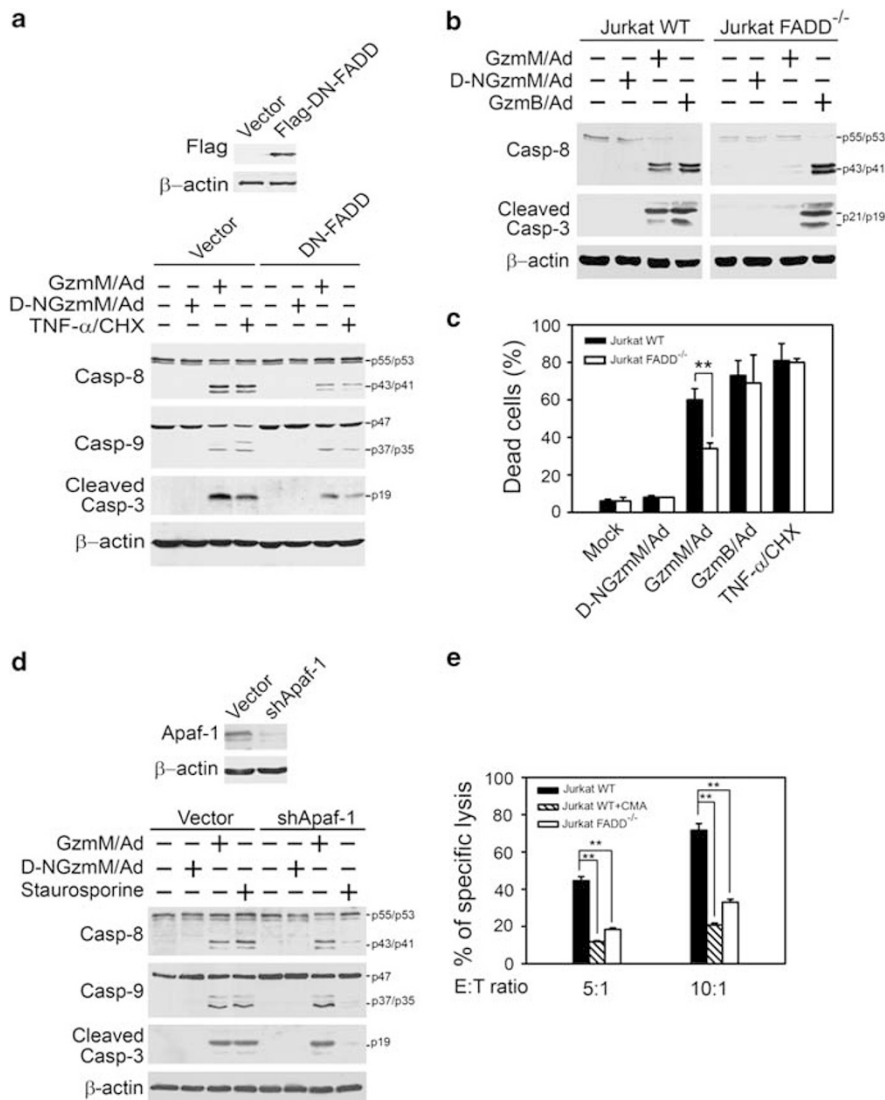 a
Vector
Flag-DN-FADD
Flag
β–actin
Vector
DN-FADD
GzmM/Ad – – + – – – + –
D-NGzmM/Ad – + – – – + – –
TNF-α/CHX – – – + – – – +
Casp-8
p55/p53
p43/p41
Casp-9
p47
p37/p35
Cleaved
Casp-3
p19
β–actin
b
Jurkat WT
Jurkat FADD-/-
GzmM/Ad – – + – – – + –
D-NGzmM/Ad – + – – – + – –
GzmB/Ad – – – + – – – +
Casp-8
p55/p53
p43/p41
Cleaved
Casp-3
p21/p19
β–actin
c
Dead cells (%)
100
80
60
40
20
0
Jurkat WT
Jurkat FADD-/-
**
Mock
D-NGzmM/Ad
GzmM/Ad
GzmB/Ad
TNF-α/CHX
d
Vector
shApaf-1
Apaf-1
β–actin
Vector
shApaf-1
GzmM/Ad – – + – – – + –
D-NGzmM/Ad – + – – – + – –
Staurosporine – – – + – – – +
Casp-8
p55/p53
p43/p41
Casp-9
p47
p37/p35
Cleaved
Casp-3
p19
β–actin
e
% of specific lysis
100
80
60
40
20
0
Jurkat WT
Jurkat WT+CMA
Jurkat FADD-/-
**
**
**
**
E:T ratio
5:1
10:1